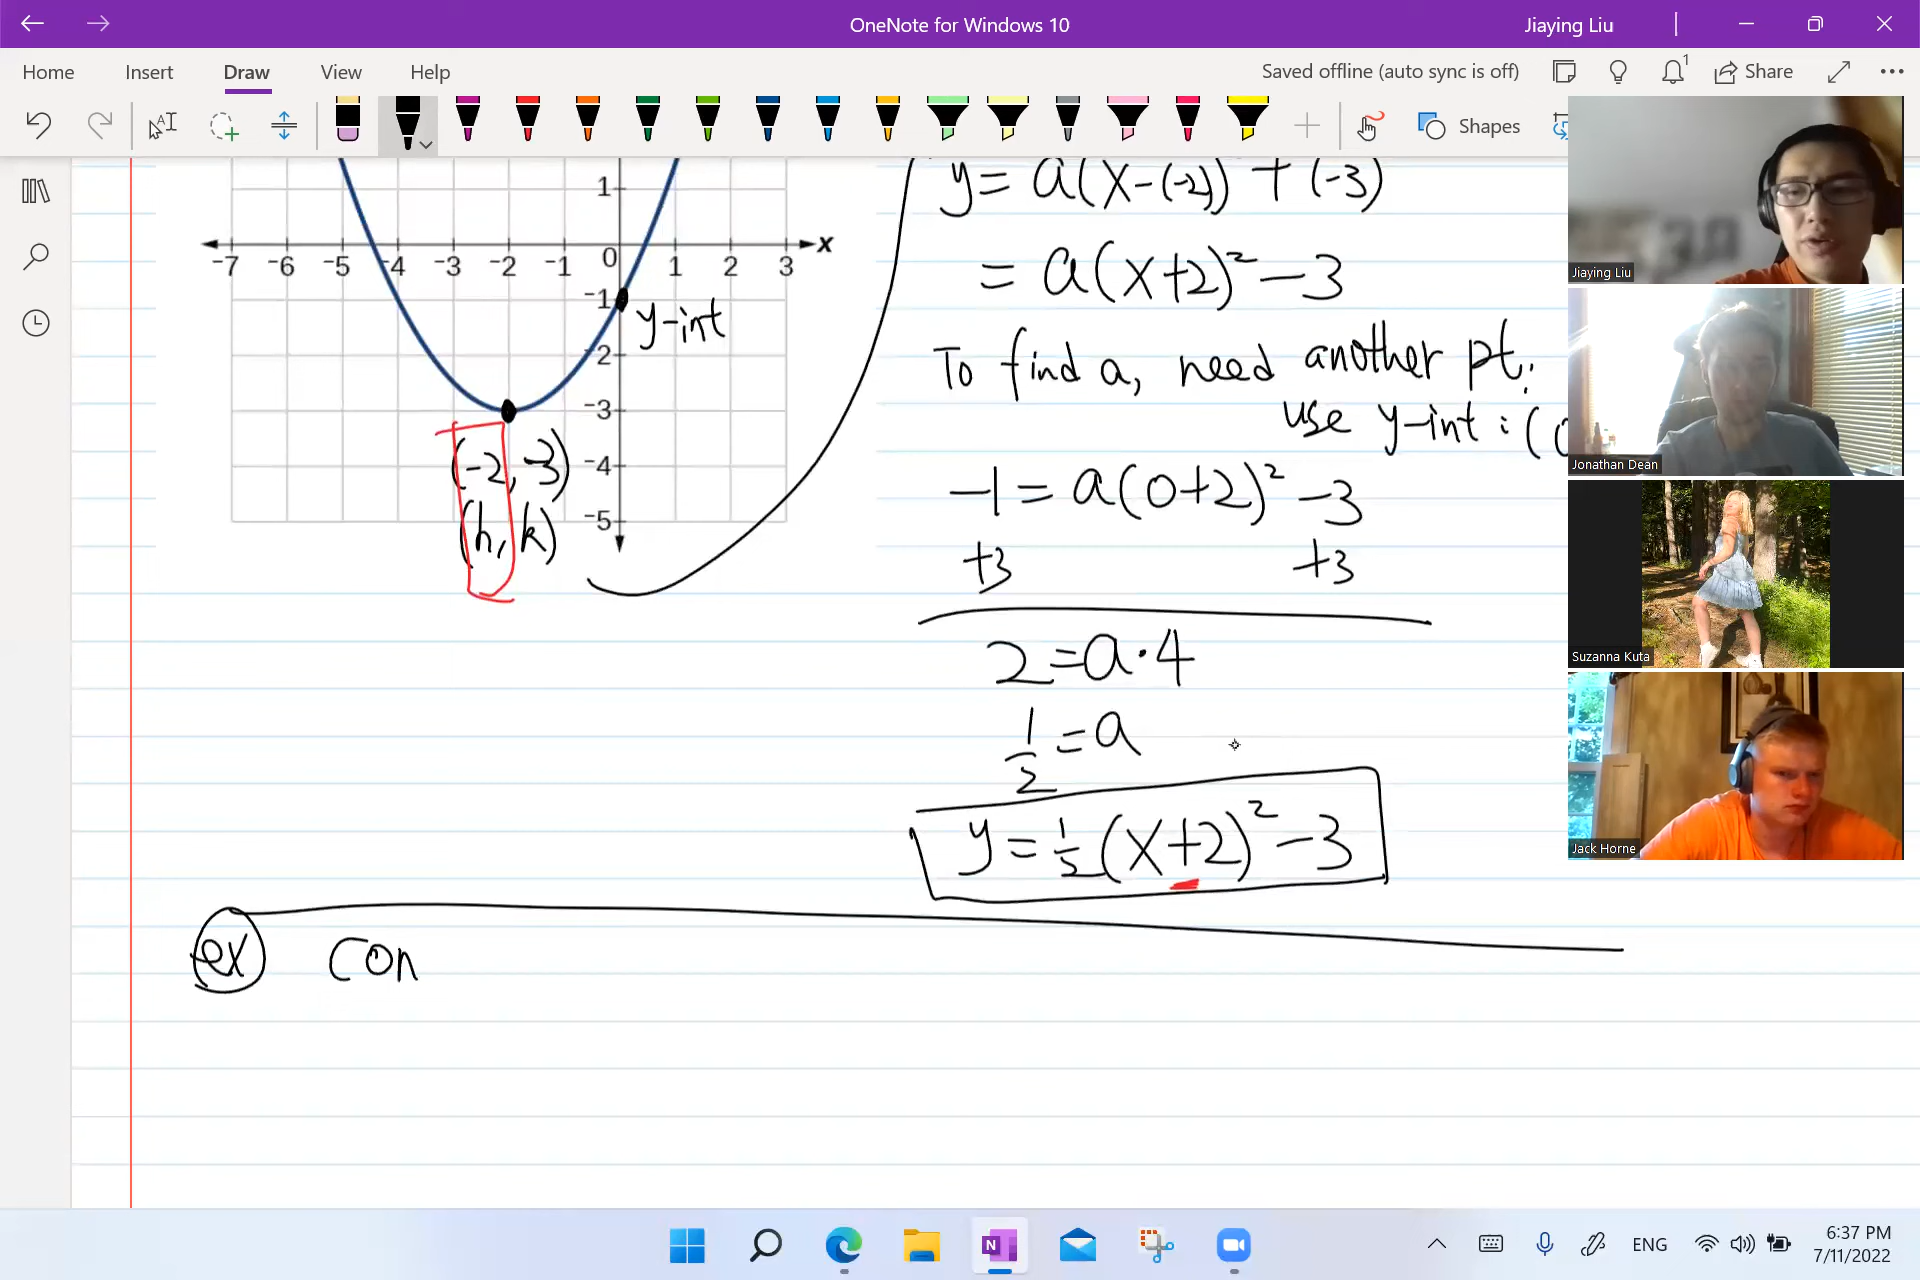 OneNote for Windows 10
Jiaying Liu
Home Insert Draw View Help
Saved offline (auto sync is off)
1
Share
Shapes
1
-7 -6 -5 -4 -3 -2 -1 0 1 2 3 x
-1
y-int
-2
-3
-4
-5
(-2, -3)
(h, k)
y = a(x-(-2))² + (-3)
= a(x+2)² - 3
To find a, need another pt.
use y-int : (0
-1 = a(0+2)² - 3
+3 +3
2 = a·4
1/2 = a
y = 1/2 (x+2)² - 3
ex con
Jiaying Liu
Jonathan Dean
Suzanna Kuta
Jack Horne
N
ENG
6:37 PM
7/11/2022